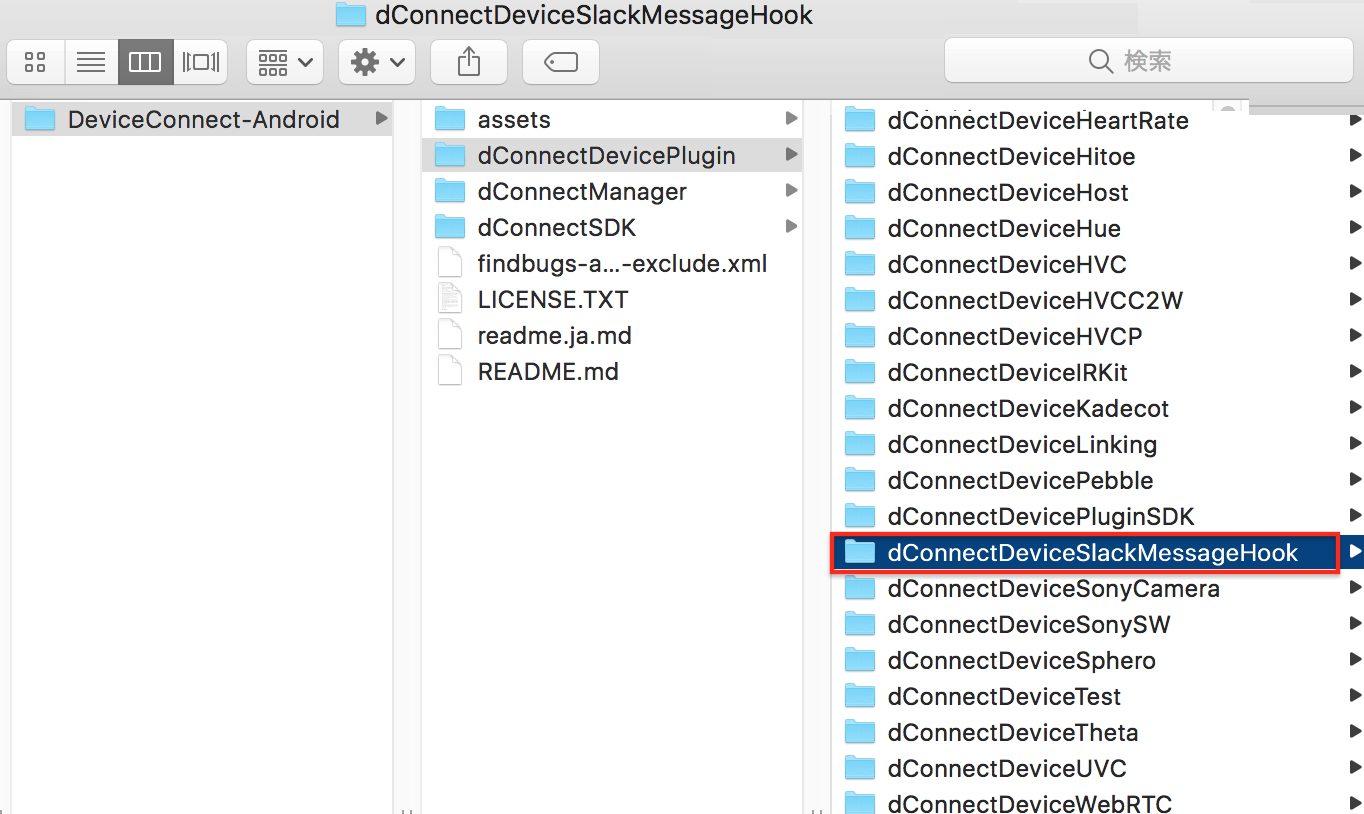 dConnectDeviceSlackMessageHook
検索
DeviceConnect-Android
assets
dConnectDevicePlugin
dConnectManager
dConnectSDK
findbugs-a...-exclude.xml
LICENSE.TXT
readme.ja.md
README.md
dConnectDeviceHeartRate
dConnectDeviceHitoe
dConnectDeviceHost
dConnectDeviceHue
dConnectDeviceHVC
dConnectDeviceHVCC2W
dConnectDeviceHVCP
dConnectDeviceIRKit
dConnectDeviceKadecot
dConnectDeviceLinking
dConnectDevicePebble
dConnectDevicePluginSDK
dConnectDeviceSlackMessageHook
dConnectDeviceSonyCamera
dConnectDeviceSonySW
dConnectDeviceSphero
dConnectDeviceTest
dConnectDeviceTheta
dConnectDeviceUVC
dConnectDeviceWebRTC